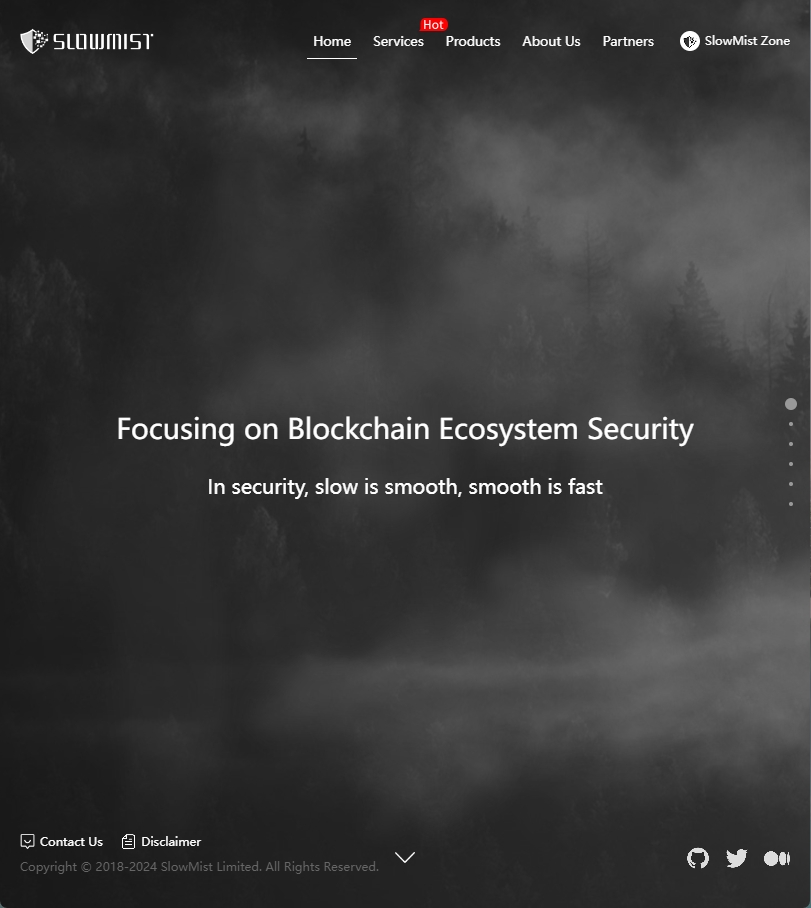 SLOWMIST
Home Services Hot Products About Us Partners SlowMist Zone
Focusing on Blockchain Ecosystem Security
In security, slow is smooth, smooth is fast
Contact Us Disclaimer
Copyright © 2018-2024 SlowMist Limited. All Rights Reserved.